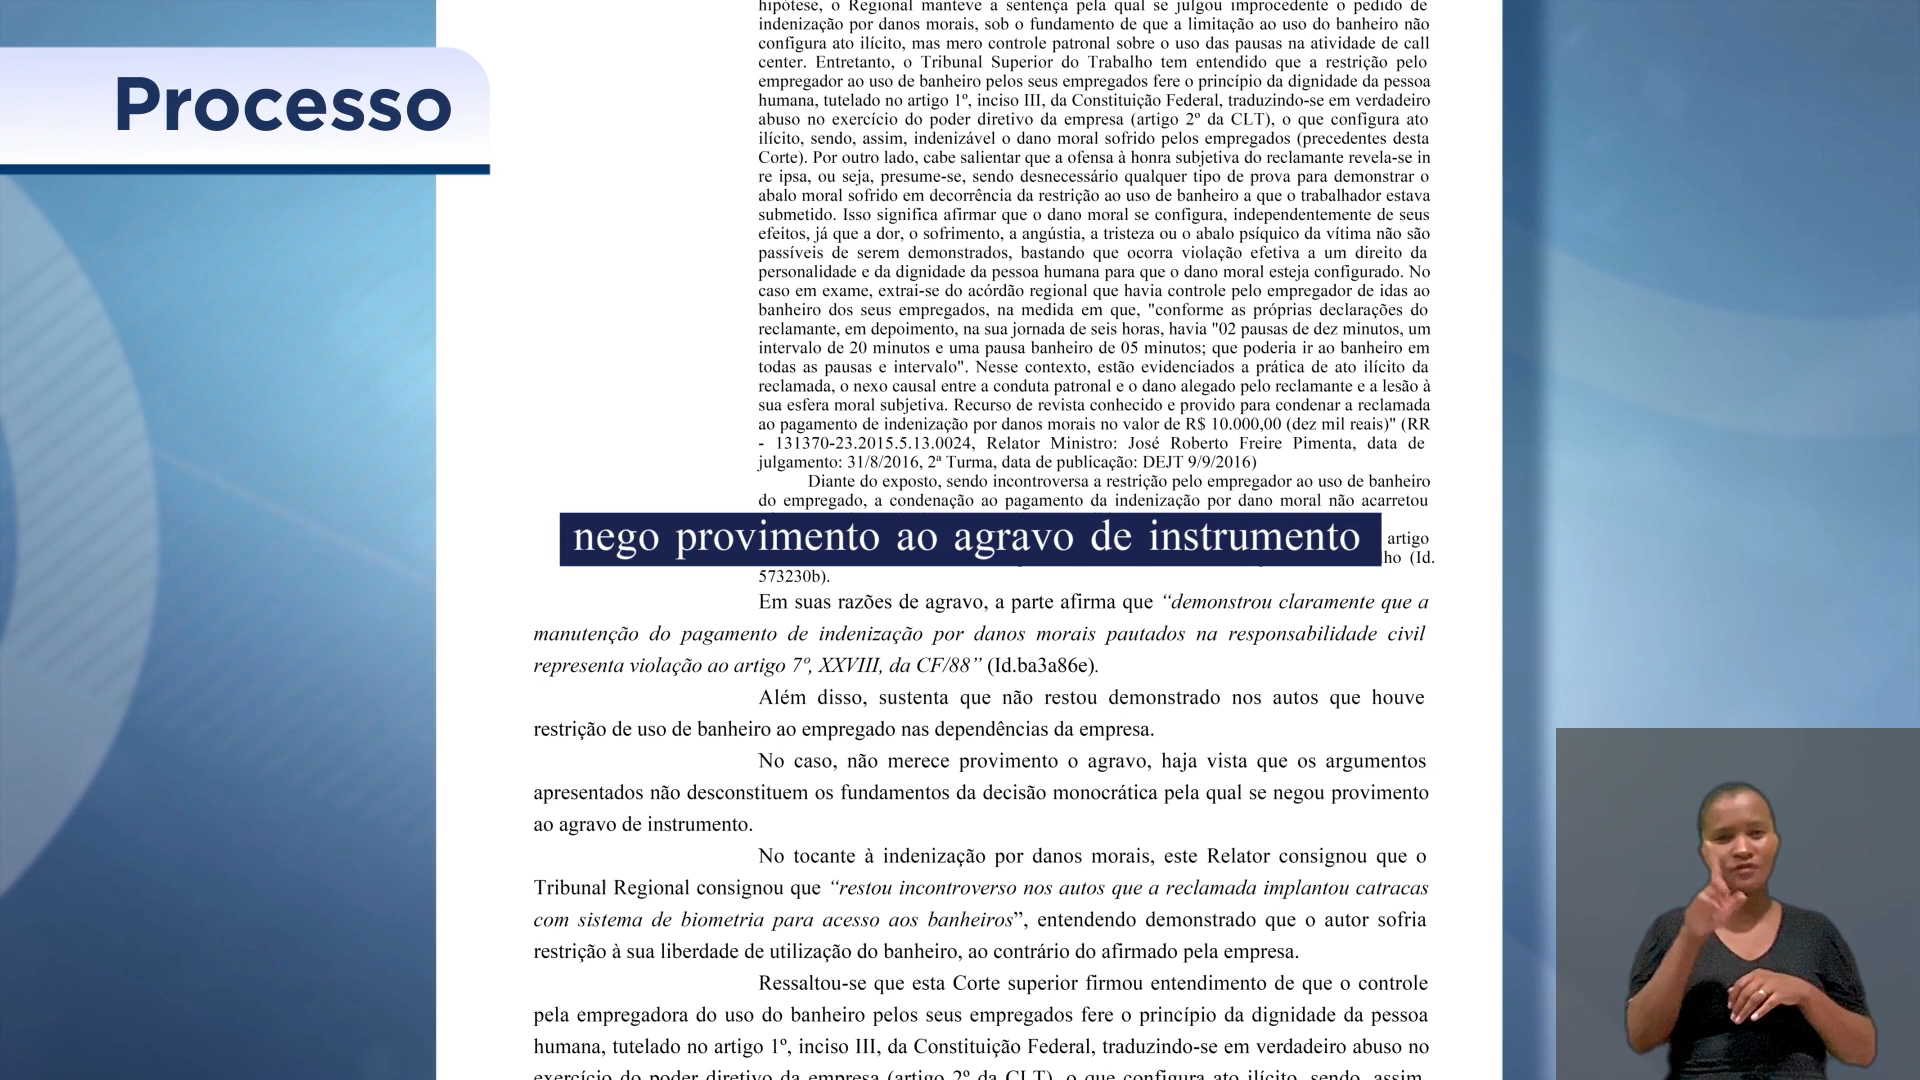 Processo
hipótese, o Regional manteve a sentença pela qual se julgou improcedente o pedido de
indenização por danos morais, sob o fundamento de que a limitação ao uso do banheiro não
configura ato ilícito, mas mero controle patronal sobre o uso das pausas na atividade de call
center. Entretanto, o Tribunal Superior do Trabalho tem entendido que a restrição pelo
empregador ao uso de banheiro pelos seus empregados fere o princípio da dignidade da pessoa
humana, tutelado no artigo 1º, inciso III, da Constituição Federal, traduzindo-se em verdadeiro
abuso no exercício do poder diretivo da empresa (artigo 2º da CLT), o que configura ato
ilícito, sendo, assim, indenizável o dano moral sofrido pelos empregados (precedentes desta
Corte). Por outro lado, cabe salientar que a ofensa à honra subjetiva do reclamante revela-se in
re ipsa, ou seja, presume-se, sendo desnecessário qualquer tipo de prova para demonstrar o
abalo moral sofrido em decorrência da restrição ao uso de banheiro a que o trabalhador estava
submetido. Isso significa afirmar que o dano moral se configura, independentemente de seus
efeitos, já que a dor, o sofrimento, a angústia, a tristeza ou o abalo psíquico da vítima não são
passíveis de serem demonstrados, bastando que ocorra violação efetiva a um direito da
personalidade e da dignidade da pessoa humana para que o dano moral esteja configurado. No
caso em exame, extrai-se do acórdão regional que havia controle pelo empregador de idas ao
banheiro dos seus empregados, na medida em que, "conforme as próprias declarações do
reclamante, em depoimento, na sua jornada de seis horas, havia "02 pausas de dez minutos, um
intervalo de 20 minutos e uma pausa banheiro de 05 minutos; que poderia ir ao banheiro em
todas as pausas e intervalo". Nesse contexto, estão evidenciados a prática de ato ilícito da
reclamada, o nexo causal entre a conduta patronal e o dano alegado pelo reclamante e a lesão à
sua esfera moral subjetiva. Recurso de revista conhecido e provido para condenar a reclamada
ao pagamento de indenização por danos morais no valor de R$ 10.000,00 (dez mil reais)" (RR
- 131370-23.2015.5.13.0024, Relator Ministro: José Roberto Freire Pimenta, data de
julgamento: 31/8/2016, 2ª Turma, data de publicação: DEJT 9/9/2016)
Diante do exposto, sendo incontroversa a restrição pelo empregador ao uso de banheiro
do empregado, a condenação ao pagamento da indenização por dano moral não acarretou
nego provimento ao agravo de instrumento
artigo
lho (Id.
573230b).
Em suas razões de agravo, a parte afirma que “demonstrou claramente que a
manutenção do pagamento de indenização por danos morais pautados na responsabilidade civil
representa violação ao artigo 7º, XXVIII, da CF/88” (Id.ba3a86e).
Além disso, sustenta que não restou demonstrado nos autos que houve
restrição de uso de banheiro ao empregado nas dependências da empresa.
No caso, não merece provimento o agravo, haja vista que os argumentos
apresentados não desconstituem os fundamentos da decisão monocrática pela qual se negou provimento
ao agravo de instrumento.
No tocante à indenização por danos morais, este Relator consignou que o
Tribunal Regional consignou que “restou incontroverso nos autos que a reclamada implantou catracas
com sistema de biometria para acesso aos banheiros”, entendendo demonstrado que o autor sofria
restrição à sua liberdade de utilização do banheiro, ao contrário do afirmado pela empresa.
Ressaltou-se que esta Corte superior firmou entendimento de que o controle
pela empregadora do uso do banheiro pelos seus empregados fere o princípio da dignidade da pessoa
humana, tutelado no artigo 1º, inciso III, da Constituição Federal, traduzindo-se em verdadeiro abuso no
exercício do poder diretivo da empresa (artigo 2º da CLT), o que configura ato ilícito, sendo, assim,